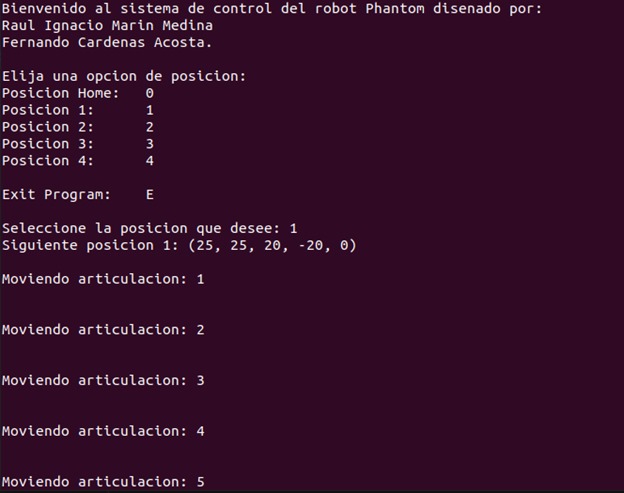 Bienvenido al sistema de control del robot Phantom disenado por:
Raul Ignacio Marin Medina
Fernando Cardenas Acosta.
Elija una opcion de posicion:
Posicion Home:   0
Posicion 1:      1
Posicion 2:      2
Posicion 3:      3
Posicion 4:      4
Exit Program:    E
Seleccione la posicion que desee: 1
Siguiente posicion 1: (25, 25, 20, -20, 0)
Moviendo articulacion: 1
Moviendo articulacion: 2
Moviendo articulacion: 3
Moviendo articulacion: 4
Moviendo articulacion: 5